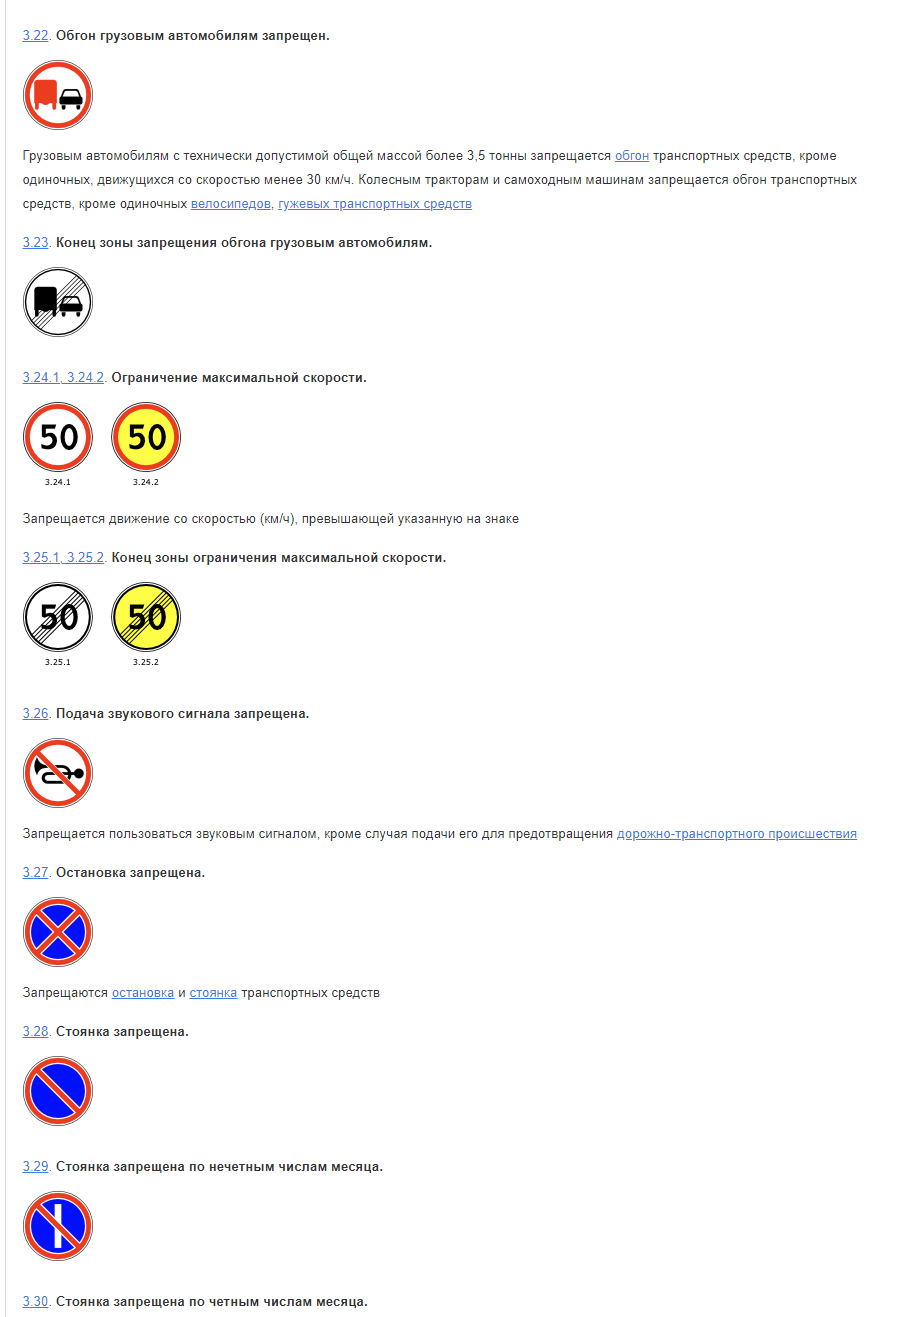 3.22. Обгон грузовым автомобилям запрещен.
Грузовым автомобилям с технически допустимой общей массой более 3,5 тонны запрещается обгон транспортных средств, кроме
одиночных, движущихся со скоростью менее 30 км/ч. Колесным тракторам и самоходным машинам запрещается обгон транспортных
средств, кроме одиночных велосипедов, гужевых транспортных средств
3.23. Конец зоны запрещения обгона грузовым автомобилям.
3.24.1, 3.24.2. Ограничение максимальной скорости.
50 50
3.24.1 3.24.2
Запрещается движение со скоростью (км/ч), превышающей указанную на знаке
3.25.1, 3.25.2. Конец зоны ограничения максимальной скорости.
50 50
3.25.1 3.25.2
3.26. Подача звукового сигнала запрещена.
Запрещается пользоваться звуковым сигналом, кроме случая подачи его для предотвращения дорожно-транспортного происшествия
3.27. Остановка запрещена.
Запрещаются остановка и стоянка транспортных средств
3.28. Стоянка запрещена.
3.29. Стоянка запрещена по нечетным числам месяца.
3.30. Стоянка запрещена по четным числам месяца.